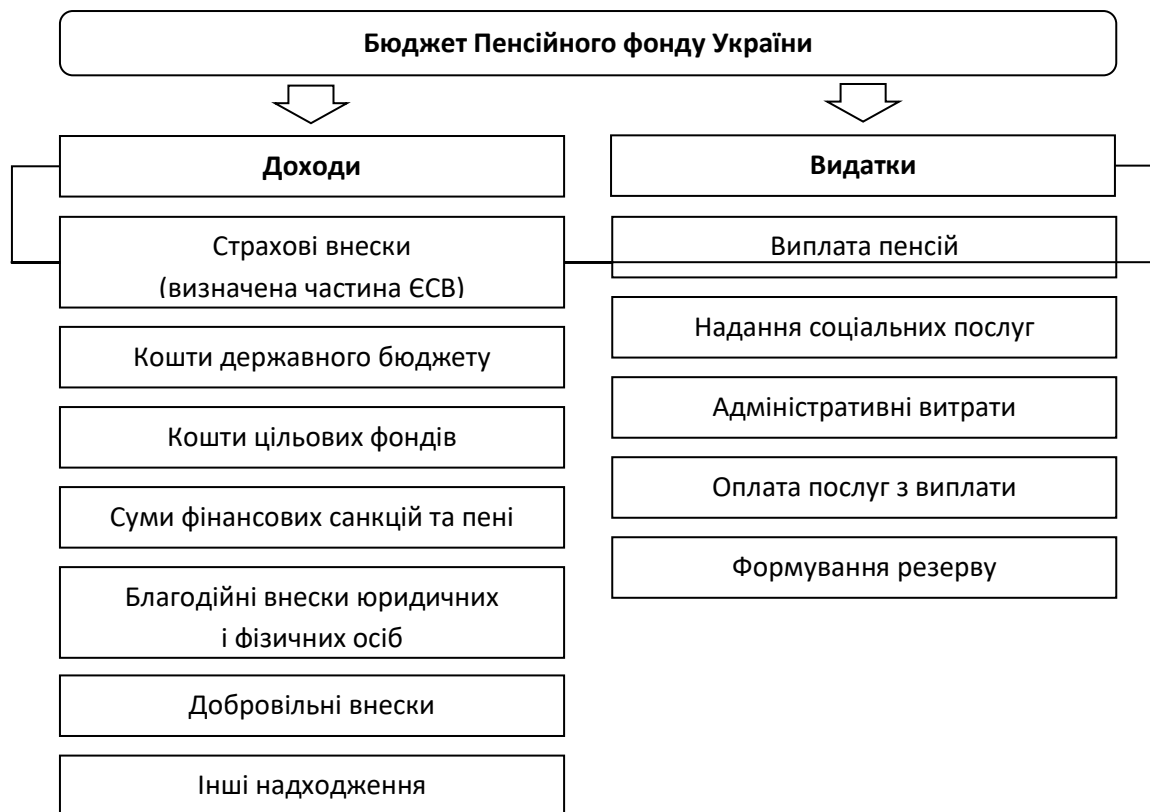 Бюджет Пенсійного фонду України
Доходи
Страхові внески
(визначена частина ЄСВ)
Кошти державного бюджету
Кошти цільових фондів
Суми фінансових санкцій та пені
Благодійні внески юридичних
і фізичних осіб
Добровільні внески
Інші надходження
Видатки
Виплата пенсій
Надання соціальних послуг
Адміністративні витрати
Оплата послуг з виплати
Формування резерву